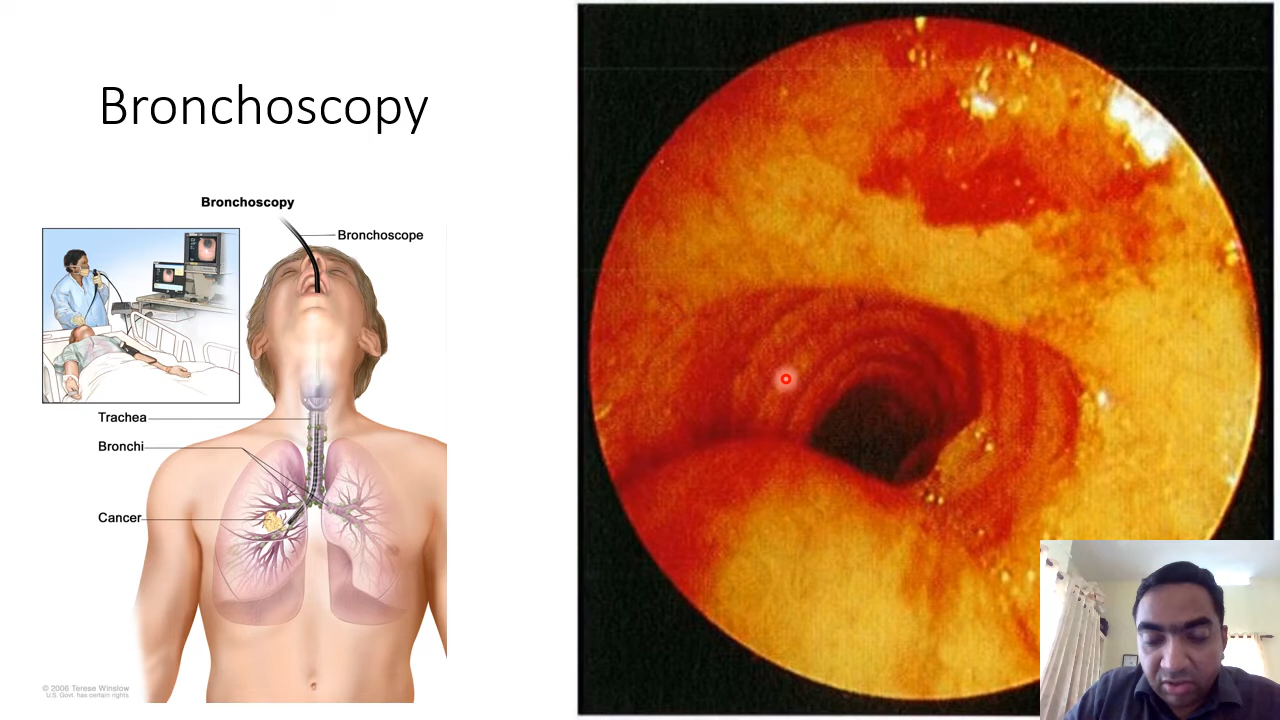 Bronchoscopy
Bronchoscopy
Bronchoscope
Trachea
Bronchi
Cancer
© 2006 Terese Winslow
U.S. Govt. has certain rights